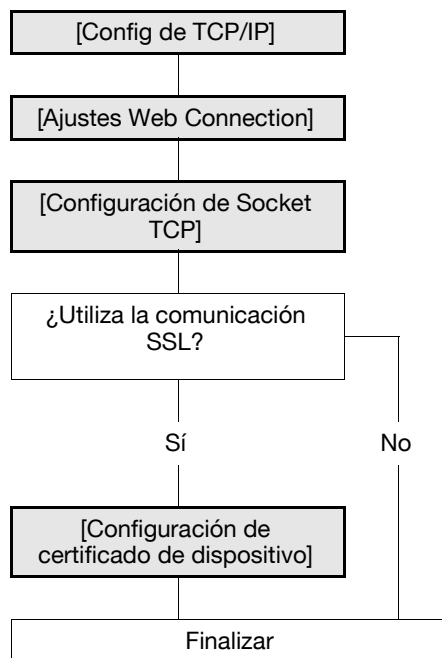 [Config de TCP/IP]
[Ajustes Web Connection]
[Configuración de Socket
TCP]
¿Utiliza la comunicación
SSL?
Sí
No
[Configuración de
certificado de dispositivo]
Finalizar